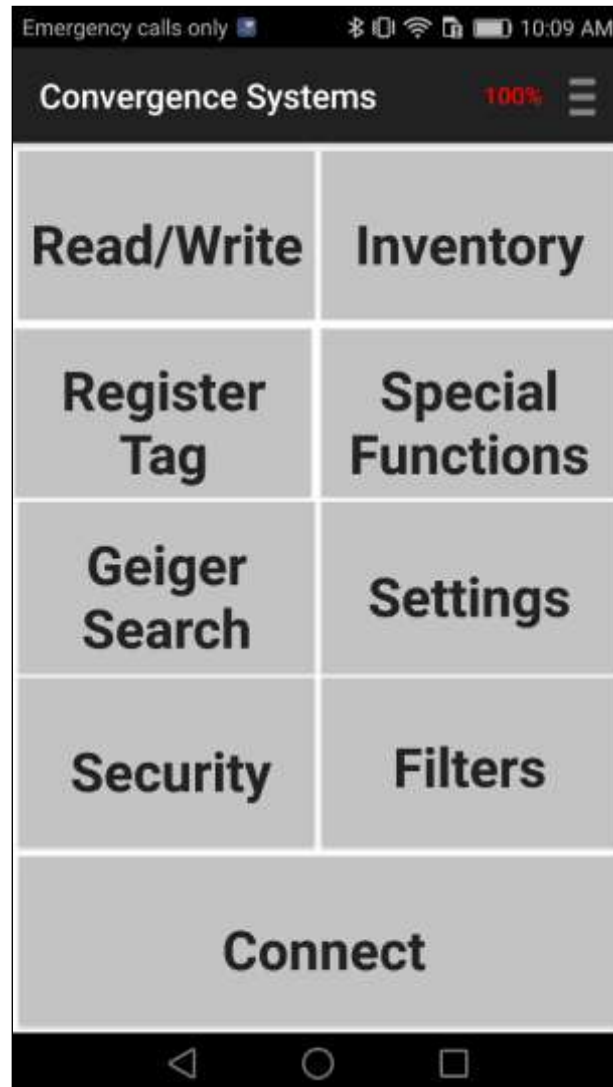 Emergency calls only 10:09 AM
Convergence Systems 100%
Read/Write Inventory
Register
Tag
Special
Functions
Geiger
Search
Settings
Security Filters
Connect